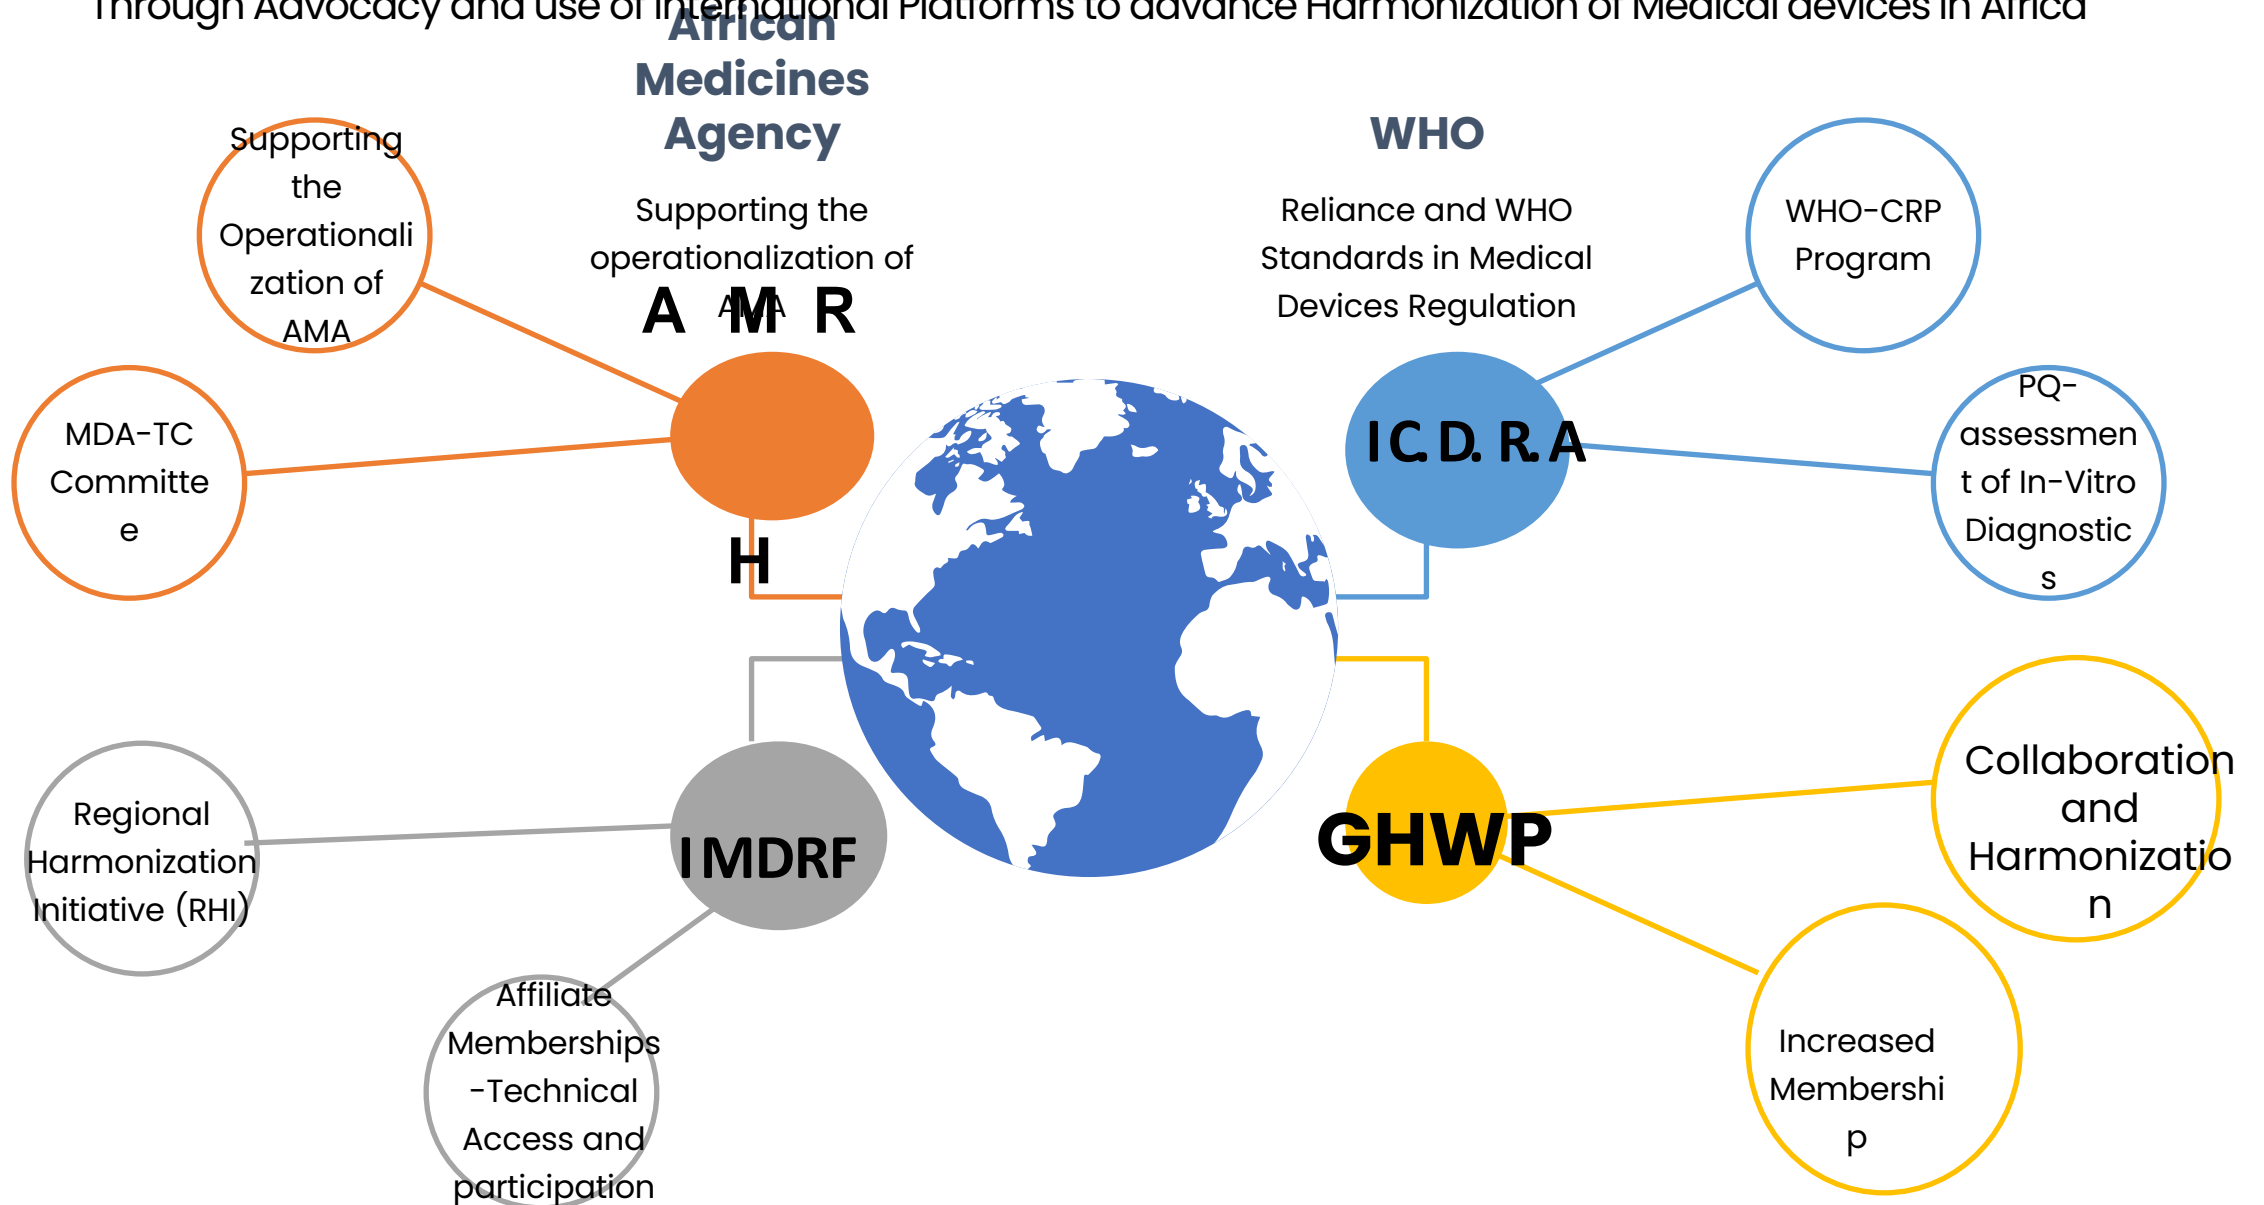 Through Advocacy and use of International Platforms to advance Harmonization of Medical devices in Africa
African
Medicines
Agency
Supporting the
operationalization of
AMA
A M R
H
Supporting
the
Operationali
zation of
AMA
MDA-TC
Committe
e
WHO
Reliance and WHO
Standards in Medical
Devices Regulation
I C. D. R. A
WHO-CRP
Program
PQ-
assessmen
t of In-Vitro
Diagnostic
s
IMDRF
Regional
Harmonization
Initiative (RHI)
Affiliate
Memberships
-Technical
Access and
participation
GHWP
Collaboration
and
Harmonizatio
n
Increased
Membershi
p